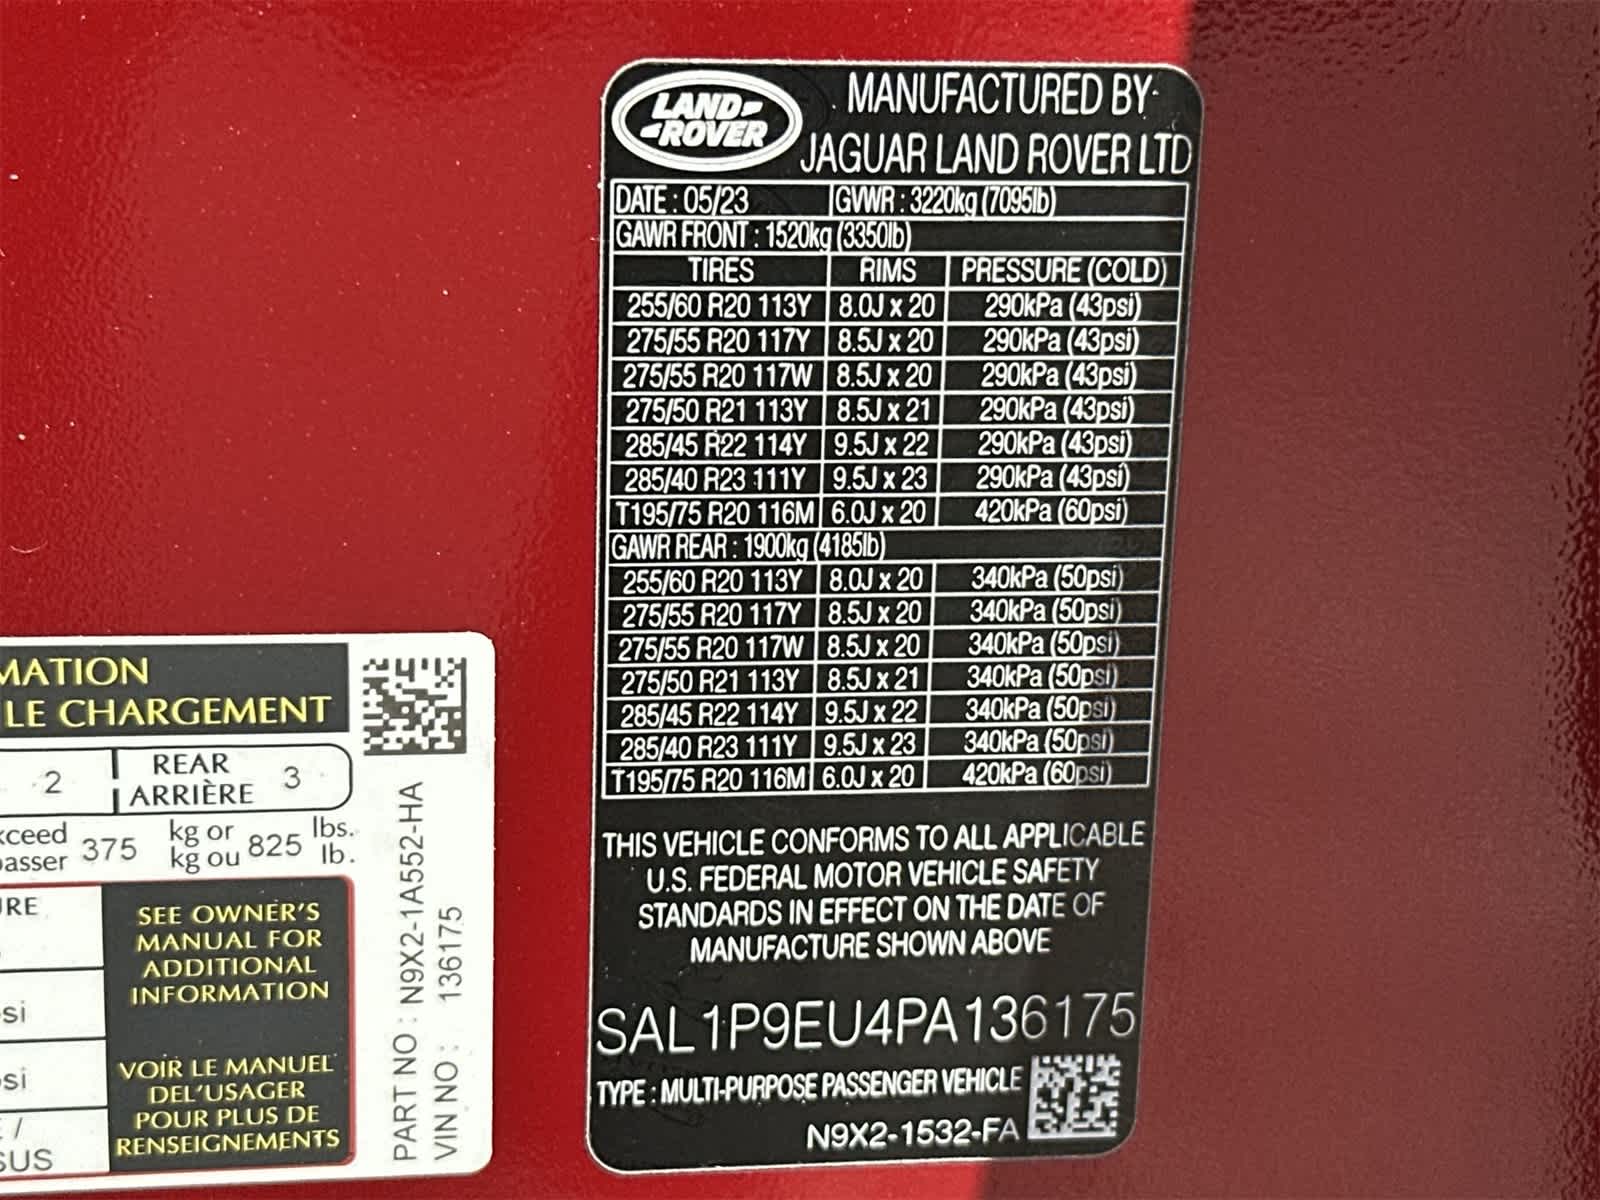 LAND
ROVER
MANUFACTURED BY
JAGUAR LAND ROVER LTD
DATE : 05/23 GVWR : 3220kg (7095lb)
GAWR FRONT : 1520kg (3350lb)
TIRES RIMS PRESSURE (COLD)
255/60 R20 113Y 8.0J x 20 290kPa (43psi)
275/55 R20 117Y 8.5J x 20 290kPa (43psi)
275/55 R20 117W 8.5J x 20 290kPa (43psi)
275/50 R21 113Y 8.5J x 21 290kPa (43psi)
285/45 R22 114Y 9.5J x 22 290kPa (43psi)
285/40 R23 111Y 9.5J x 23 290kPa (43psi)
T195/75 R20 116M 6.0J x 20 420kPa (60psi)
GAWR REAR : 1900kg (4185lb)
255/60 R20 113Y 8.0J x 20 340kPa (50psi)
275/55 R20 117Y 8.5J x 20 340kPa (50psi)
275/55 R20 117W 8.5J x 20 340kPa (50psi)
275/50 R21 113Y 8.5J x 21 340kPa (50psi)
285/45 R22 114Y 9.5J x 22 340kPa (50psi)
285/40 R23 111Y 9.5J x 23 340kPa (50psi)
T195/75 R20 116M 6.0J x 20 420kPa (60psi)
THIS VEHICLE CONFORMS TO ALL APPLICABLE
U.S. FEDERAL MOTOR VEHICLE SAFETY
STANDARDS IN EFFECT ON THE DATE OF
MANUFACTURE SHOWN ABOVE
SAL1P9EU4PA136175
TYPE : MULTI-PURPOSE PASSENGER VEHICLE
N9X2-1532-FA
MATION
LE CHARGEMENT
2 REAR
ARRIÈRE 3
xceed 375 kg or 825 lbs.
passer kg ou lb.
URE
SEE OWNER'S
MANUAL FOR
ADDITIONAL
INFORMATION
si
si
VOIR LE MANUEL
DEL'USAGER
POUR PLUS DE
RENSEIGNEMENTS
/
SUS
PART NO : N9X2-1A552-HA
VIN NO : 136175